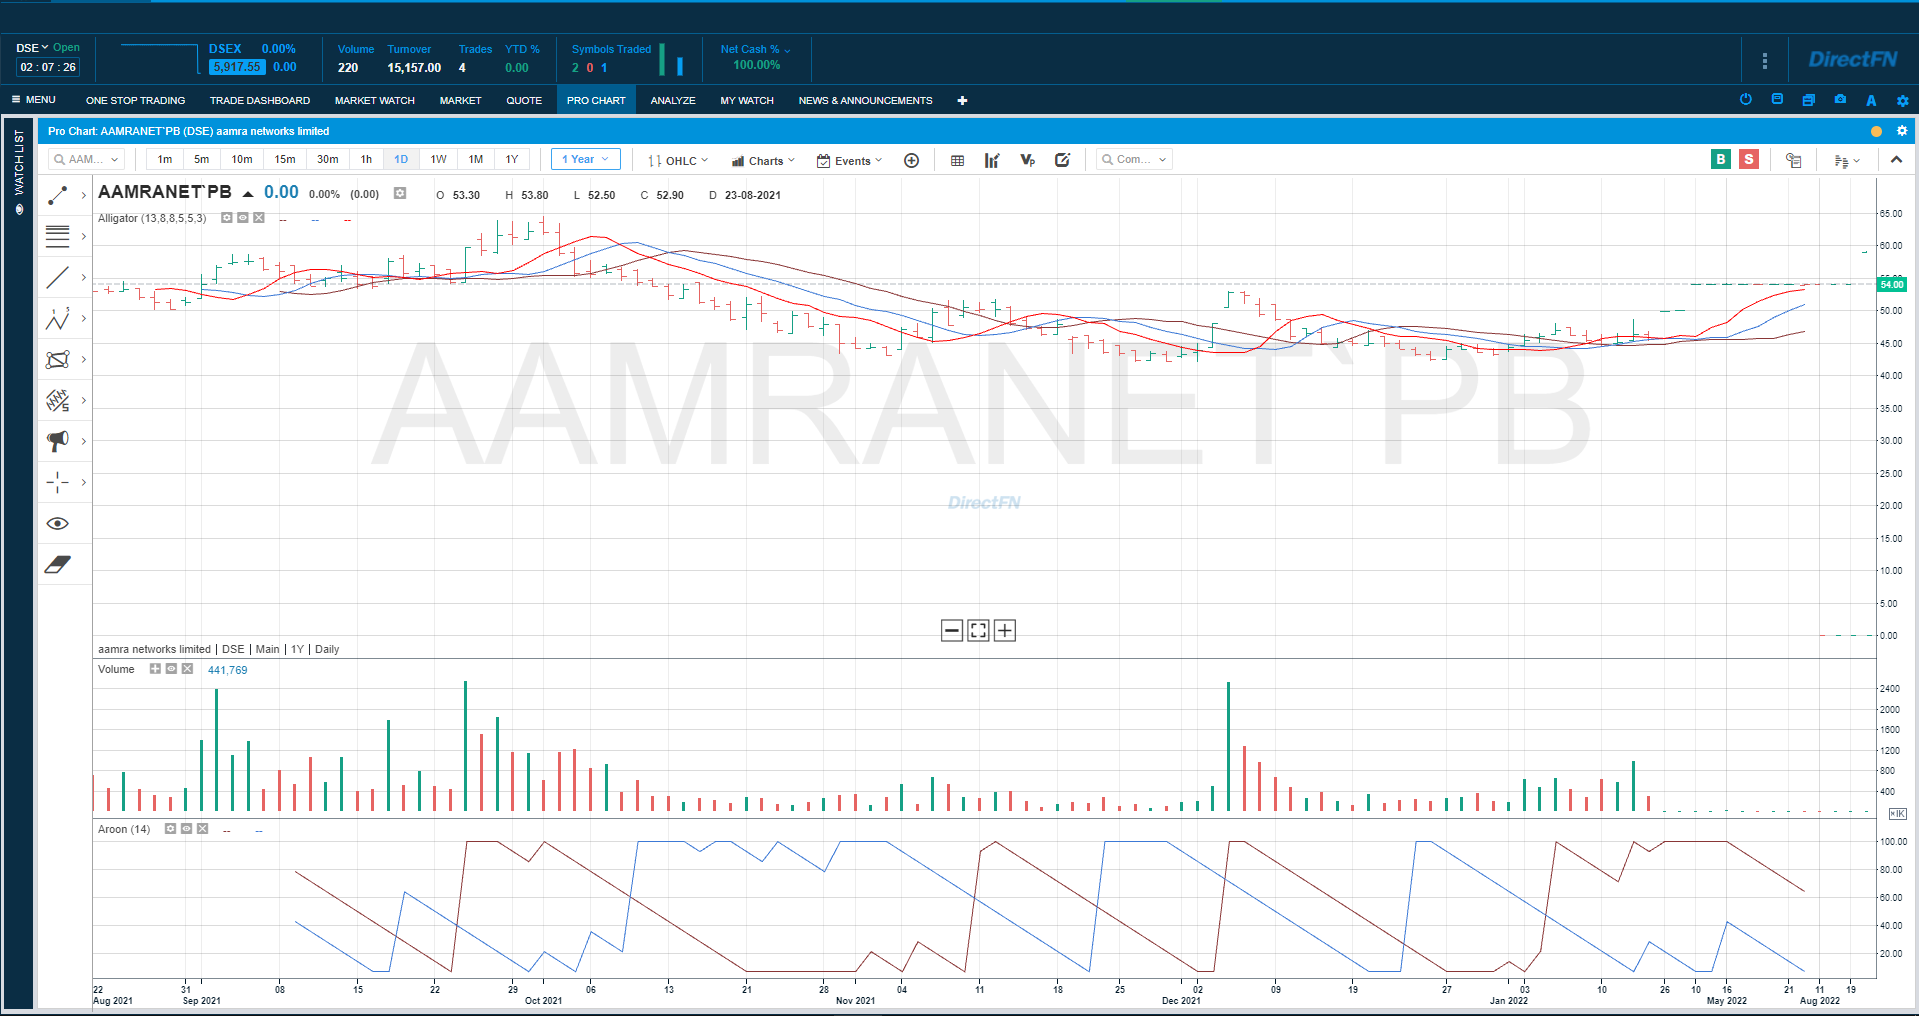 DSE Open
02 : 07 : 26
DSEX 0.00%
5,917.55 0.00
Volume Turnover Trades YTD %
220 15,157.00 4 0.00
Symbols Traded
2 0 1
Net Cash %
100.00%
DirectFN
MENU ONE STOP TRADING TRADE DASHBOARD MARKET WATCH MARKET QUOTE PRO CHART ANALYZE MY WATCH NEWS & ANNOUNCEMENTS
A
WATCH LIST
Pro Chart: AAMRANET`PB (DSE) aamra networks limited
AAM... 1m 5m 10m 15m 30m 1h 1D 1W 1M 1Y 1 Year OHLC Charts Events Vp Com... B S
AAMRANET`PB 0.00 0.00% (0.00) O 53.30 H 53.80 L 52.50 C 52.90 D 23-08-2021
Alligator (13,8,8,5,5,3) -- -- --
65.00
60.00
55.00
54.00
50.00
45.00
40.00
35.00
30.00
25.00
20.00
15.00
10.00
5.00
0.00
AAMRANET`PB
DirectFN
aamra networks limited | DSE | Main | 1Y | Daily
Volume 441,769
2400
2000
1600
1200
800
400
×1K
Aroon (14) -- --
100.00
80.00
60.00
40.00
20.00
22 31 08 15 22 29 06 13 21 28 04 11 18 25 02 09 19 27 03 10 26 10 16 21 11 19
Aug 2021 Sep 2021 Oct 2021 Nov 2021 Dec 2021 Jan 2022 May 2022 Aug 2022